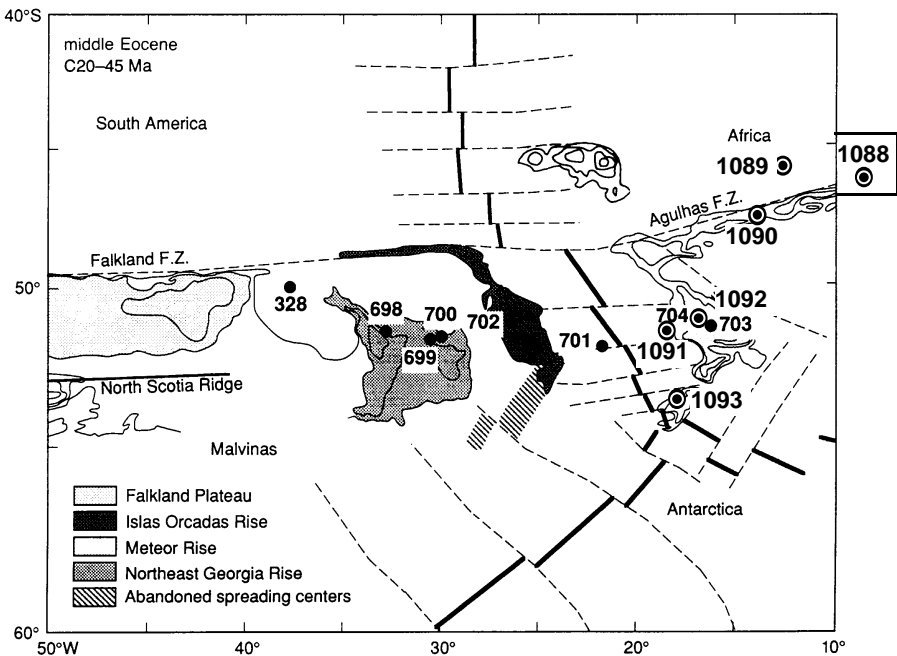 40°S
middle Eocene
C20–45 Ma
South America
Africa
1089
1088
Agulhas F.Z.
1090
Falkland F.Z.
50°
328
698
700
702
699
701
1092
704
703
1091
North Scotia Ridge
1093
Malvinas
Antarctica
Falkland Plateau
Islas Orcadas Rise
Meteor Rise
Northeast Georgia Rise
Abandoned spreading centers
60°
50°W
40°
30°
20°
10°